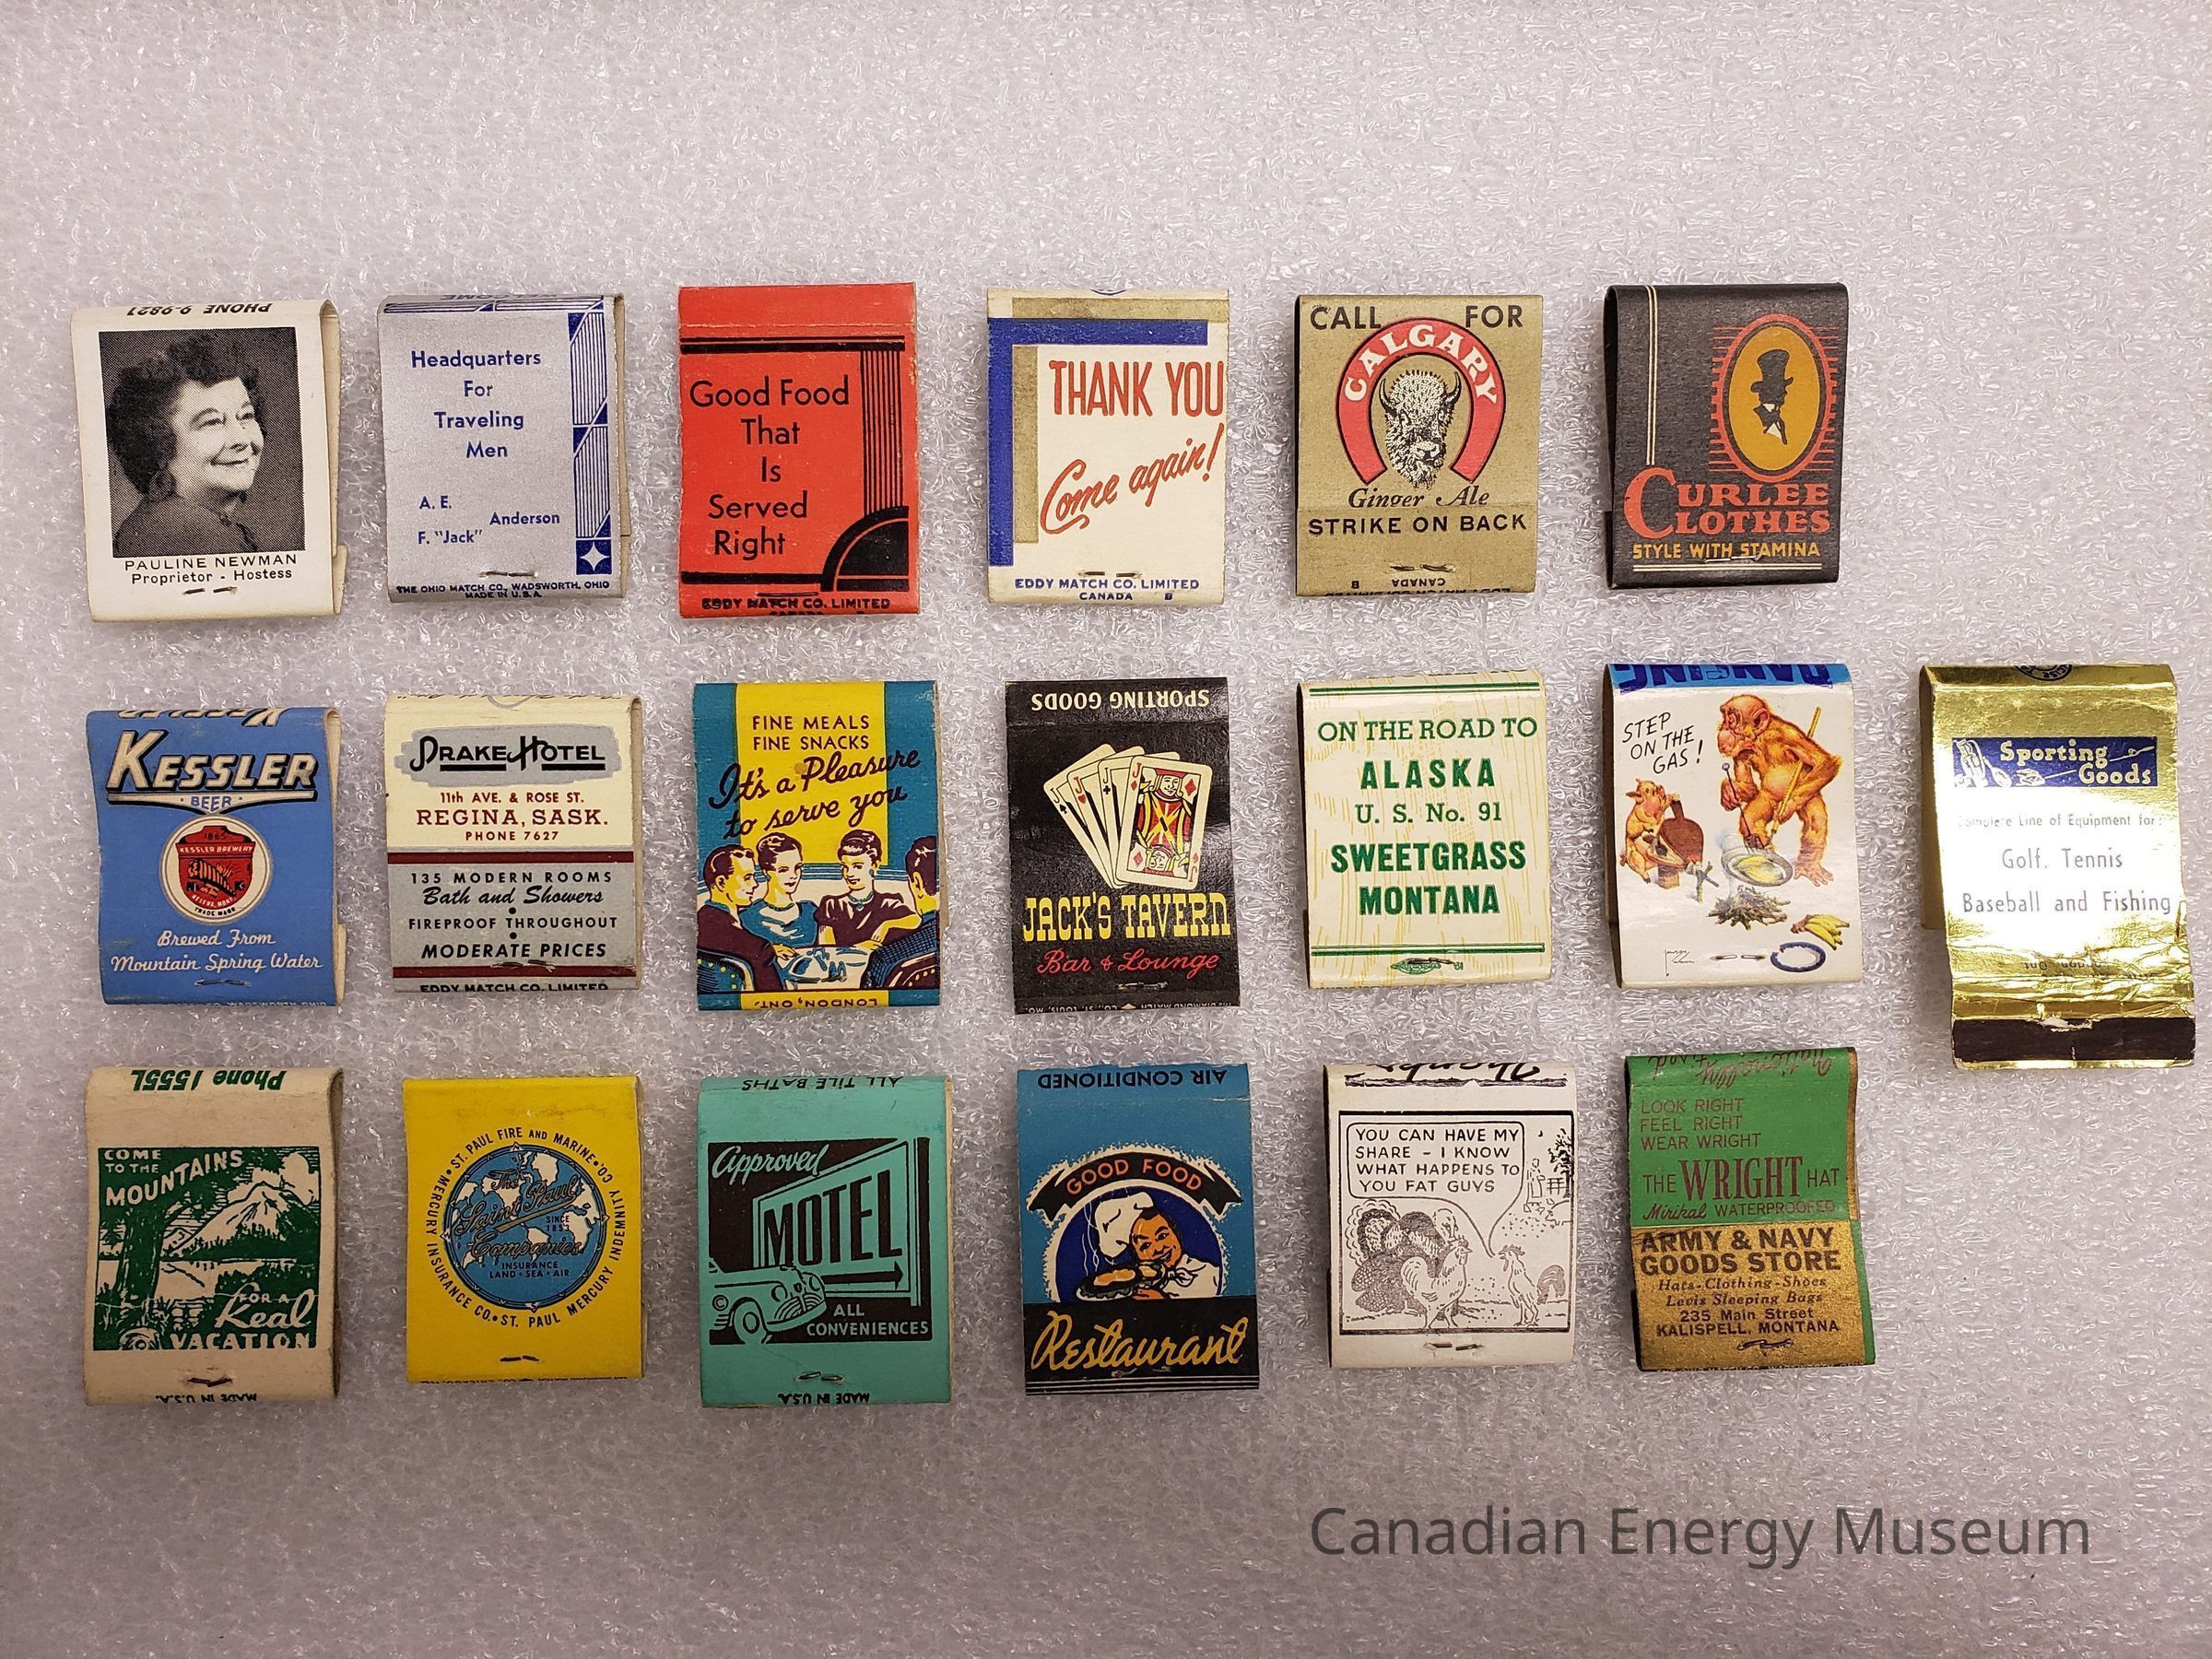 PHONE 9-9821
PAULINE NEWMAN
Proprietor - Hostess
Headquarters
For
Traveling
Men
A. E.
Anderson
F. "Jack"
THE OHIO MATCH CO., WADSWORTH, OHIO
MADE IN U.S.A.
Good Food
That
Is
Served
Right
EDDY MATCH CO. LIMITED
CANADA
THANK YOU
Come again!
EDDY MATCH CO. LIMITED
CANADA B
CALL FOR
CALGARY
Ginger Ale
STRIKE ON BACK
CANADA B
CURLEE
CLOTHES
STYLE WITH STAMINA
KESSLER
KESSLER
BEER
1865
KESSLER BREWERY
TRADE MARK
Brewed From
Mountain Spring Water
DRAKE HOTEL
11th AVE. & ROSE ST.
REGINA, SASK.
PHONE 7627
135 MODERN ROOMS
Bath and Showers
FIREPROOF THROUGHOUT
MODERATE PRICES
EDDY MATCH CO. LIMITED
FINE MEALS
FINE SNACKS
It's a Pleasure
to serve you
LONDON, ONT.
SPORTING GOODS
J J J J
JACK'S TAVERN
Bar & Lounge
ON THE ROAD TO
ALASKA
U. S. No. 91
SWEETGRASS
MONTANA
DANCING
STEP
ON THE
GAS!
Sporting
Goods
Complete Line of Equipment for:
Golf. Tennis
Baseball and Fishing
Phone 1555L
COME
TO THE
MOUNTAINS
FOR A
Real
VACATION
MADE IN U.S.A.
ST. PAUL FIRE AND MARINE • CO. MERCURY INDEMNITY
ST. PAUL MERCURY INSURANCE CO.
The
Saint Paul
Companies
SINCE
1853
INSURANCE
LAND • SEA • AIR
ALL TILE BATHS
Approved
MOTEL
ALL
CONVENIENCES
MADE IN U.S.A.
AIR CONDITIONED
GOOD FOOD
Restaurant
Thanks
YOU CAN HAVE MY
SHARE - I KNOW
WHAT HAPPENS TO
YOU FAT GUYS
LOOK RIGHT
FEEL RIGHT
WEAR WRIGHT
THE WRIGHT HAT
Mirikal WATERPROOFED
ARMY & NAVY
GOODS STORE
Hats-Clothing-Shoes
Levis Sleeping Bags
235 Main Street
KALISPELL, MONTANA
Canadian Energy Museum